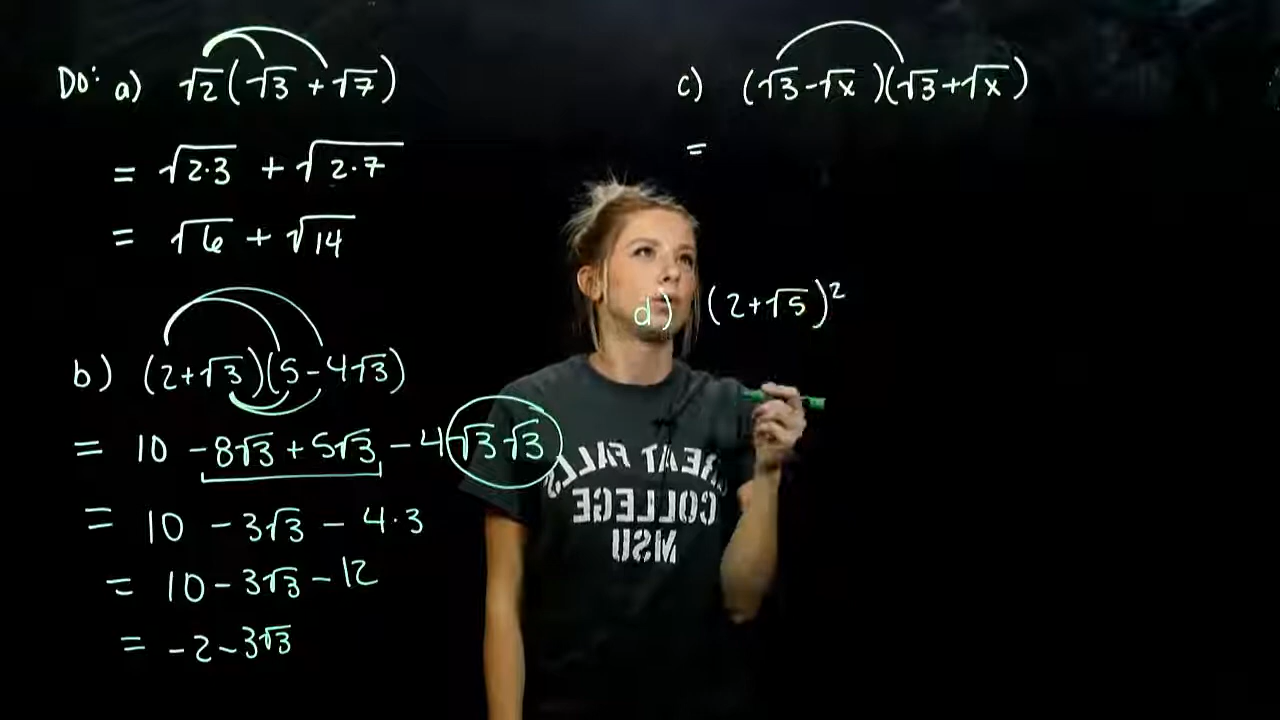 Do: a) √2(√3 + √7)
= √2·3 + √2·7
= √6 + √14
b) (2+√3)(5-4√3)
= 10 -8√3 + 5√3 - 4√3√3
= 10 - 3√3 - 4·3
= 10 - 3√3 - 12
= -2 - 3√3
c) (√3-√x)(√3+√x)
=
d) (2+√5)²
GREAT FALLS
COLLEGE
MSU